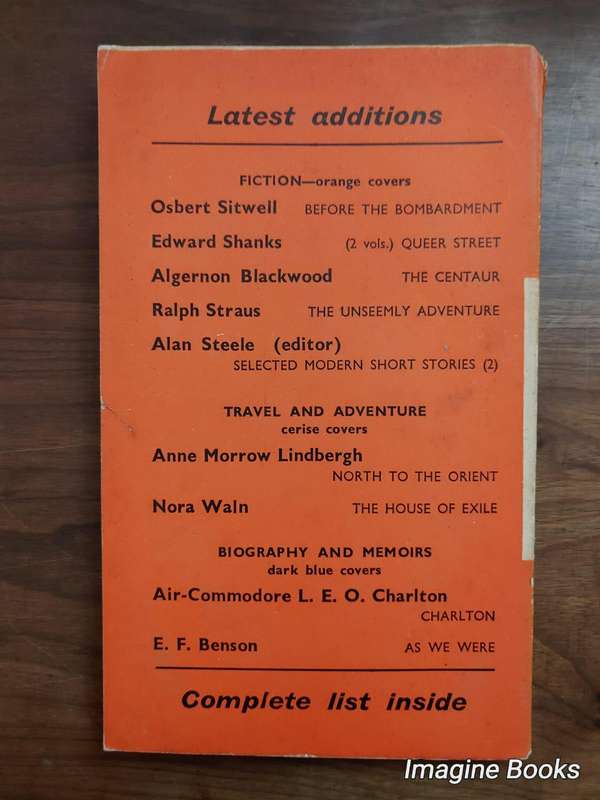 Latest additions
FICTION—orange covers
Osbert Sitwell BEFORE THE BOMBARDMENT
Edward Shanks (2 vols.) QUEER STREET
Algernon Blackwood THE CENTAUR
Ralph Straus THE UNSEEMLY ADVENTURE
Alan Steele (editor)
SELECTED MODERN SHORT STORIES (2)
TRAVEL AND ADVENTURE
cerise covers
Anne Morrow Lindbergh
NORTH TO THE ORIENT
Nora Waln THE HOUSE OF EXILE
BIOGRAPHY AND MEMOIRS
dark blue covers
Air-Commodore L. E. O. Charlton
CHARLTON
E. F. Benson AS WE WERE
Complete list inside
Imagine Books